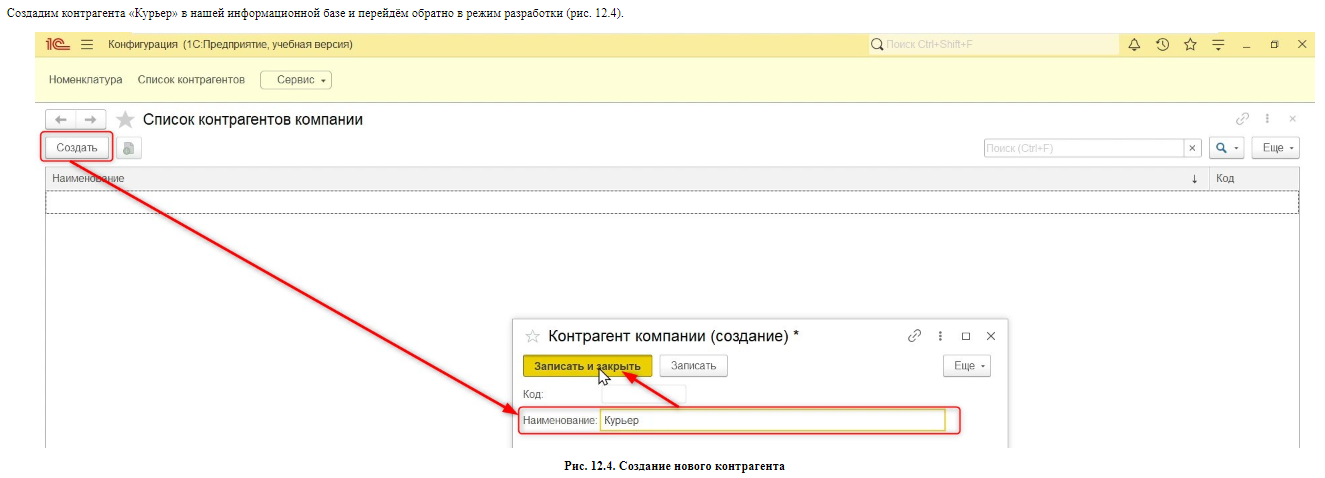 Создадим контрагента «Курьер» в нашей информационной базе и перейдём обратно в режим разработки (рис. 12.4).
1С Конфигурация (1С:Предприятие, учебная версия) Поиск Ctrl+Shift+F
Номенклатура Список контрагентов Сервис
Список контрагентов компании
Создать Поиск (Ctrl+F) × Еще
Наименование ↓ Код
Контрагент компании (создание) *
Записать и закрыть Записать Еще
Код:
Наименование: Курьер
Рис. 12.4. Создание нового контрагента